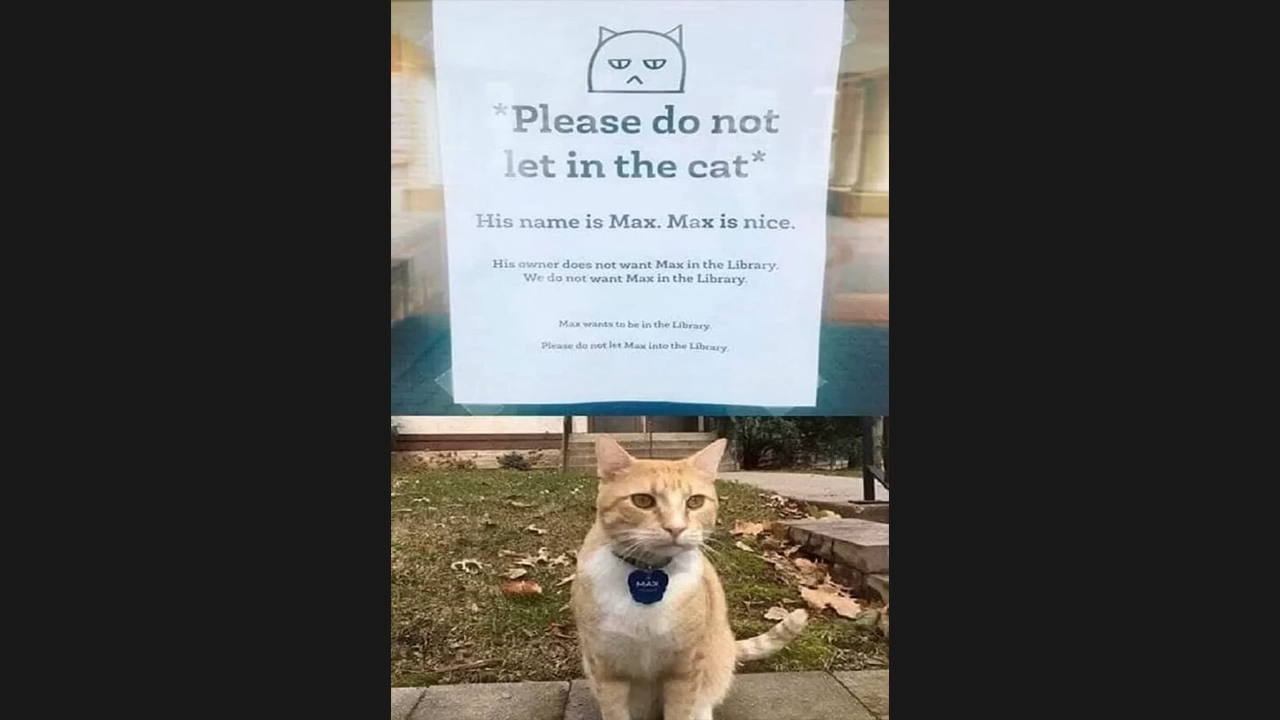 *Please do not
let in the cat*
His name is Max. Max is nice.
His owner does not want Max in the Library.
We do not want Max in the Library.
Max wants to be in the Library.
Please do not let Max into the Library.
MAX